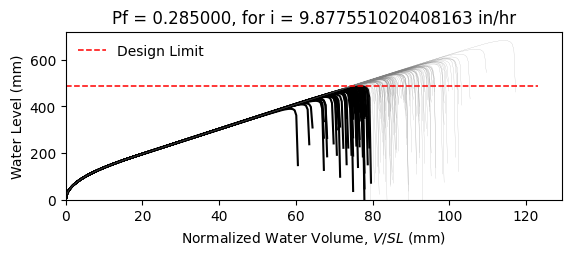 Pf = 0.285000, for i = 9.877551020408163 in/hr
Design Limit
Water Level (mm)
600
400
200
0
0 20 40 60 80 100 120
Normalized Water Volume, V/SL (mm)